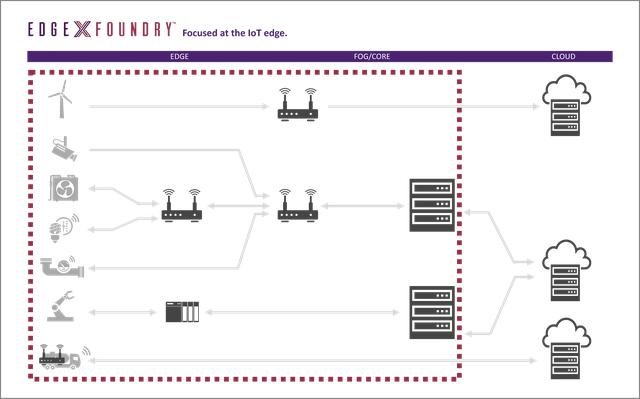 EDGE X FOUNDRY™ Focused at the IoT edge.
EDGE FOG/CORE CLOUD